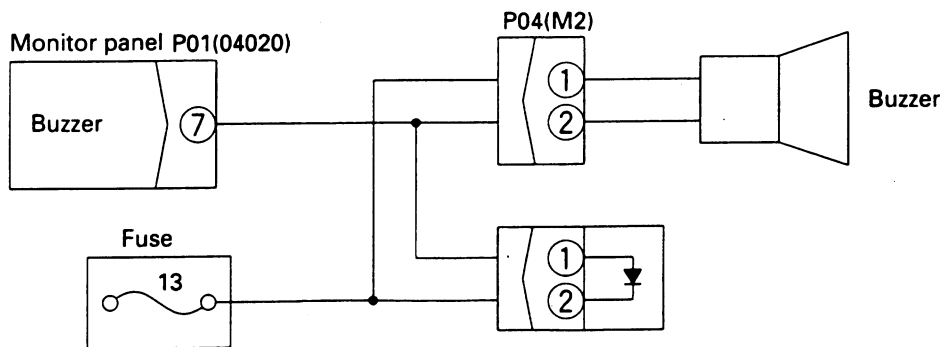 P04(M2)
Monitor panel P01(04020)
Buzzer
7
1
2
Buzzer
Fuse
13
1
2